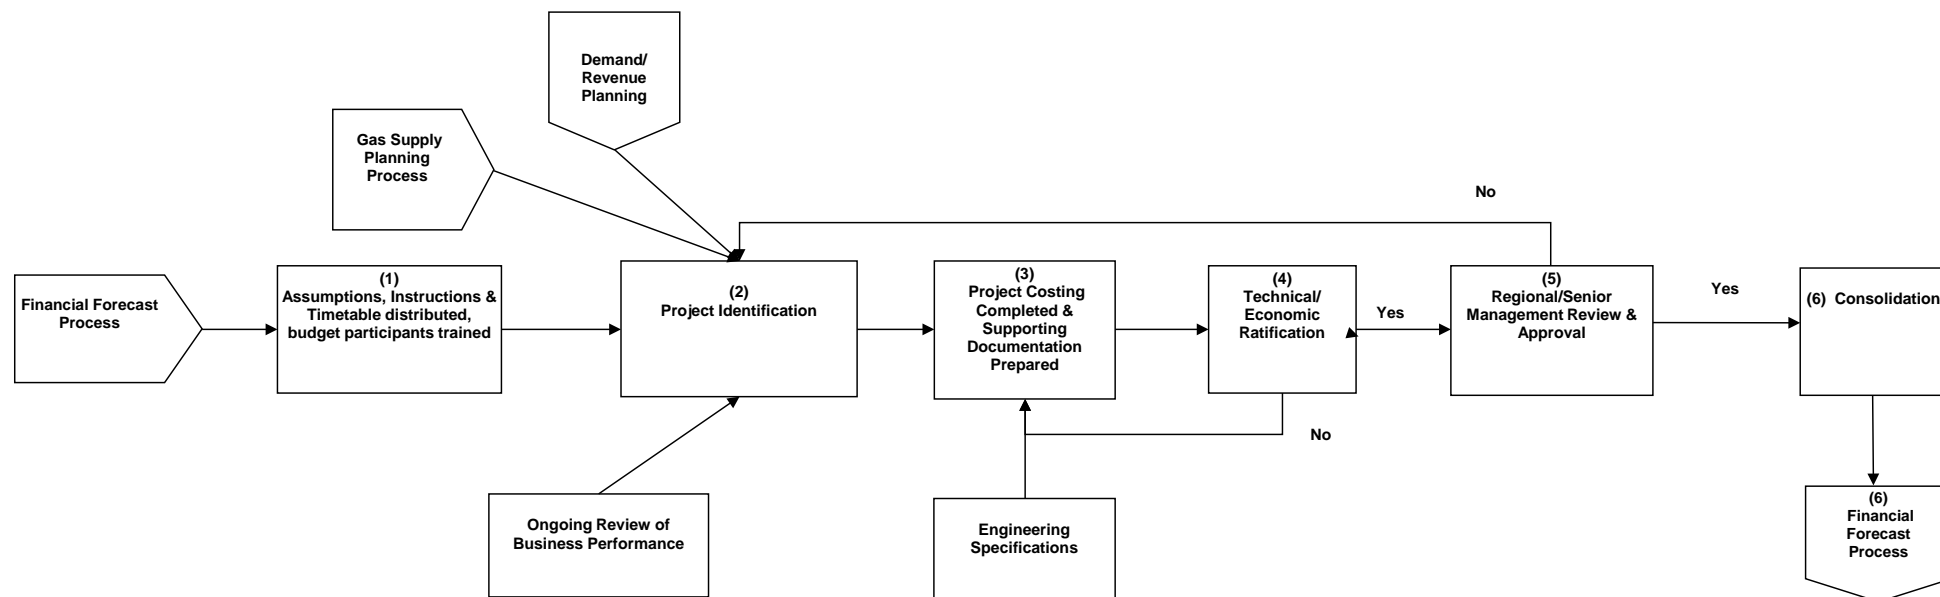 Demand/
Revenue
Planning
Gas Supply
Planning
Process
No
Financial Forecast
Process
(1)
Assumptions, Instructions &
Timetable distributed,
budget participants trained
(2)
Project Identification
(3)
Project Costing
Completed &
Supporting
Documentation
Prepared
(4)
Technical/
Economic
Ratification
Yes
(5)
Regional/Senior
Management Review &
Approval
Yes
(6) Consolidation
No
Ongoing Review of
Business Performance
Engineering
Specifications
(6)
Financial
Forecast
Process